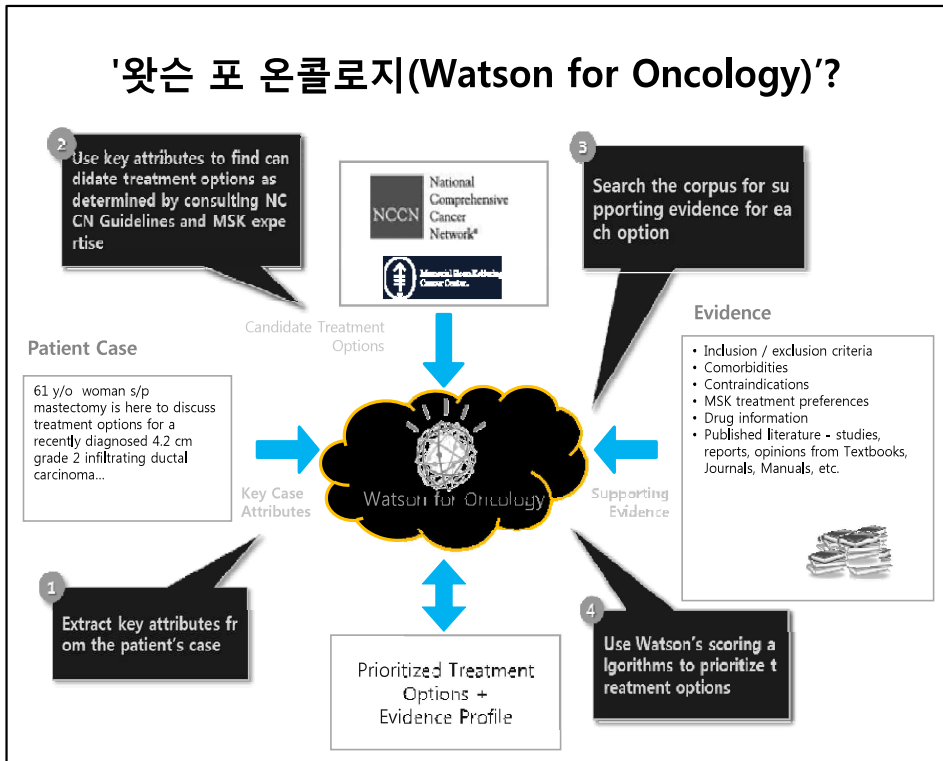 '왓슨 포 온콜로지(Watson for Oncology)'?
2
Use key attributes to find can
didate treatment options as
determined by consulting NC
CN Guidelines and MSK expe
rtise
NCCN
National
Comprehensive
Cancer
Network®
Memorial Sloan Kettering
Cancer Center
3
Search the corpus for su
pporting evidence for ea
ch option
Candidate Treatment
Options
Patient Case
61 y/o woman s/p
mastectomy is here to discuss
treatment options for a
recently diagnosed 4.2 cm
grade 2 infiltrating ductal
carcinoma...
Key Case
Attributes
Watson for Oncology
Supporting
Evidence
Evidence
• Inclusion / exclusion criteria
• Comorbidities
• Contraindications
• MSK treatment preferences
• Drug information
• Published literature - studies,
reports, opinions from Textbooks,
Journals, Manuals, etc.
1
Extract key attributes fr
om the patient's case
Prioritized Treatment
Options +
Evidence Profile
4
Use Watson's scoring a
lgorithms to prioritize t
reatment options